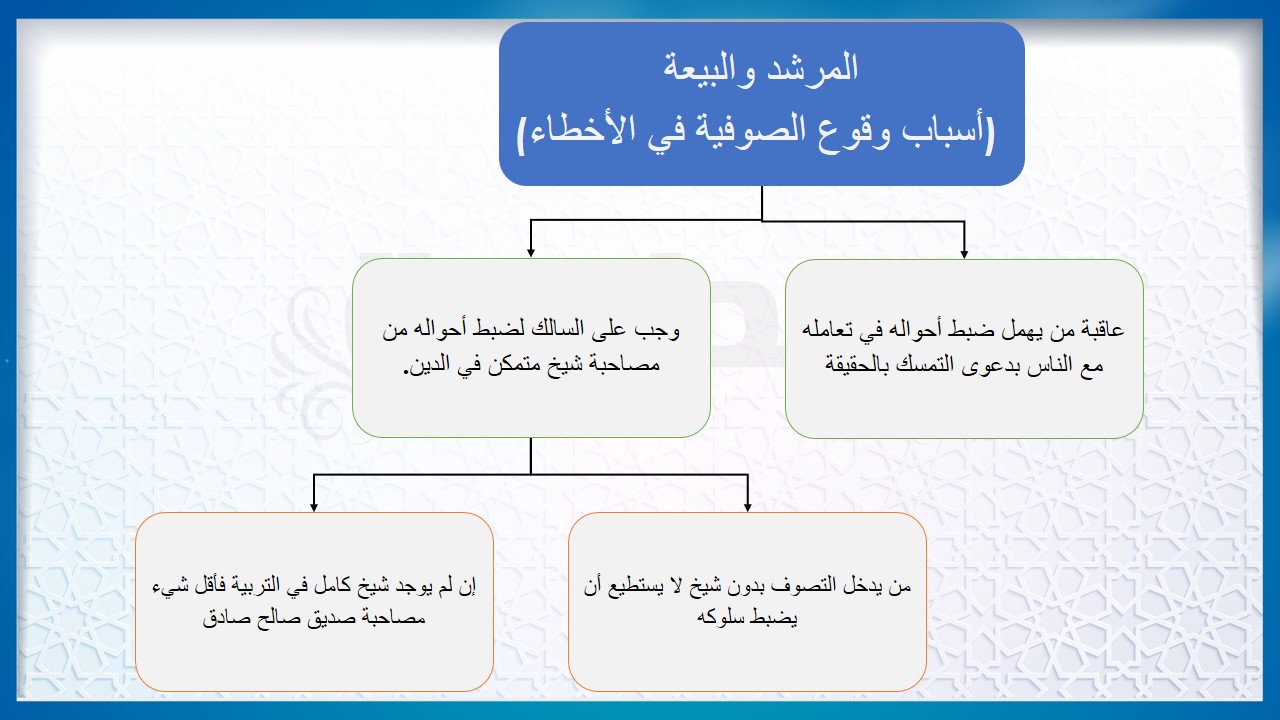 المرشد والبيعة
(أسباب وقوع الصوفية في الأخطاء)
عاقبة من يهمل ضبط أحواله في تعامله
مع الناس بدعوى التمسك بالحقيقة
وجب على السالك لضبط أحواله من
مصاحبة شيخ متمكن في الدين.
من يدخل التصوف بدون شيخ لا يستطيع أن
يضبط سلوكه
إن لم يوجد شيخ كامل في التربية فأقل شيء
مصاحبة صديق صالح صادق